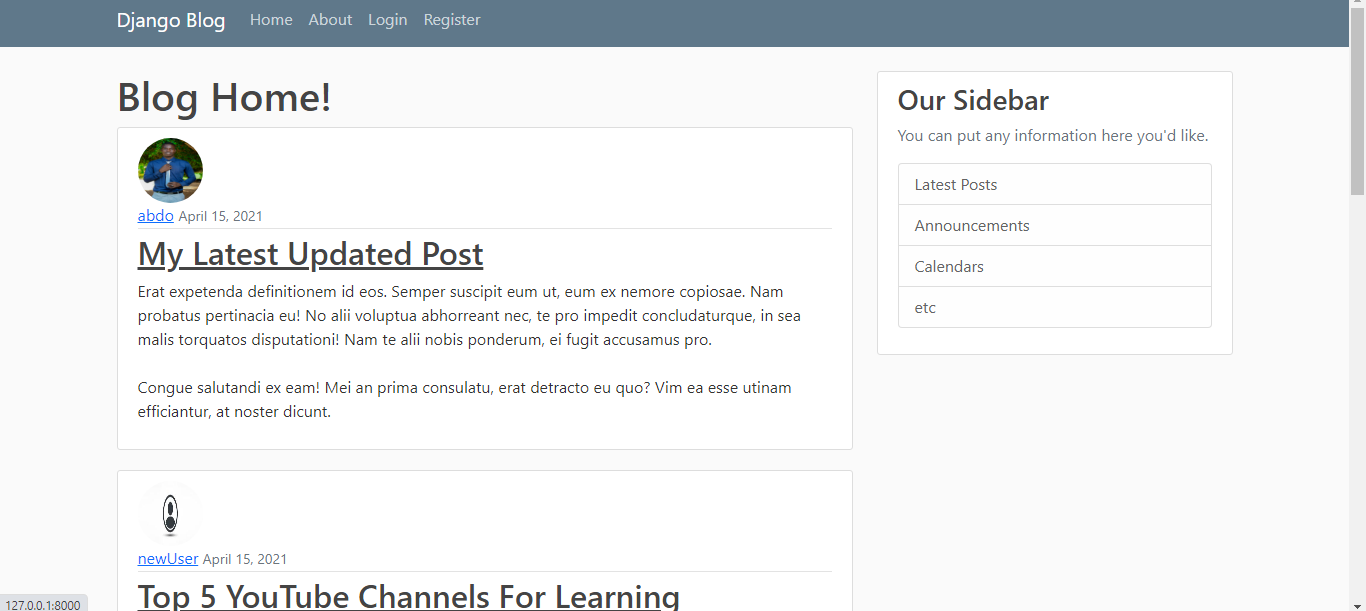 Django Blog Home About Login Register
Blog Home!
abdo April 15, 2021
My Latest Updated Post
Erat expetenda definitionem id eos. Semper suscipit eum ut, eum ex nemore copiosae. Nam
probatus pertinacia eu! No alii voluptua abhorreant nec, te pro impedit concludaturque, in sea
malis torquatos disputationi! Nam te alii nobis ponderum, ei fugit accusamus pro.
Congue salutandi ex eam! Mei an prima consulatu, erat detracto eu quo? Vim ea esse utinam
efficiantur, at noster dicunt.
newUser April 15, 2021
Top 5 YouTube Channels For Learning
Our Sidebar
You can put any information here you'd like.
Latest Posts
Announcements
Calendars
etc
127.0.0.1:8000